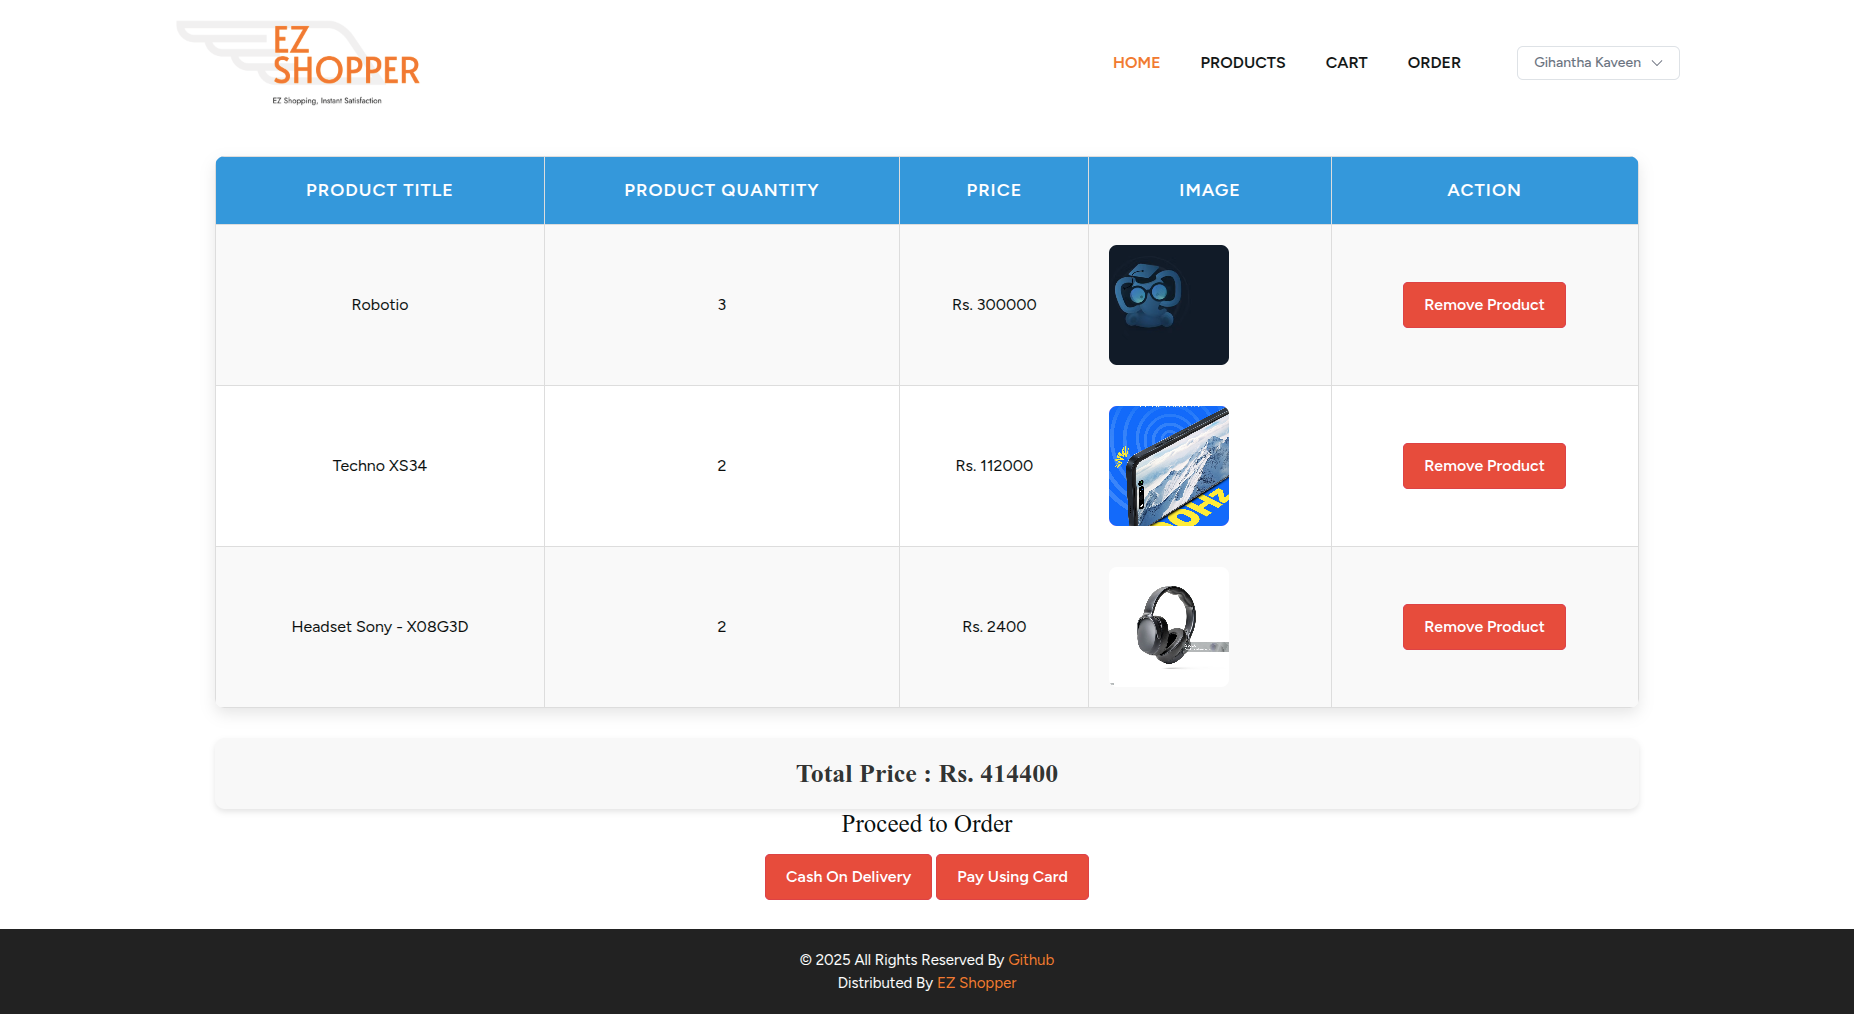 EZ
SHOPPER
EZ Shopping, Instant Satisfaction
HOME PRODUCTS CART ORDER Gihantha Kaveen
PRODUCT TITLE PRODUCT QUANTITY PRICE IMAGE ACTION
Robotio 3 Rs. 300000 Remove Product
Techno XS34 2 Rs. 112000 Remove Product
Headset Sony - X08G3D 2 Rs. 2400 Remove Product
Total Price : Rs. 414400
Proceed to Order
Cash On Delivery Pay Using Card
© 2025 All Rights Reserved By Github
Distributed By EZ Shopper